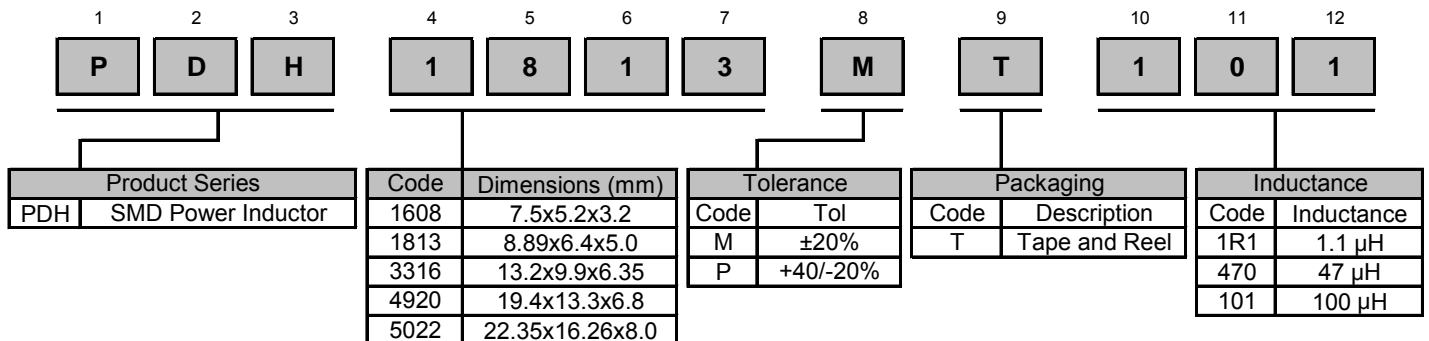 1 2 3 4 5 6 7 8 9 10 11 12
P D H 1 8 1 3 M T 1 0 1
Product Series
PDH SMD Power Inductor
Code Dimensions (mm)
1608 7.5x5.2x3.2
1813 8.89x6.4x5.0
3316 13.2x9.9x6.35
4920 19.4x13.3x6.8
5022 22.35x16.26x8.0
Tolerance
Code Tol
M ±20%
P +40/-20%
Packaging
Code Description
T Tape and Reel
Inductance
Code Inductance
1R1 1.1 µH
470 47 µH
101 100 µH